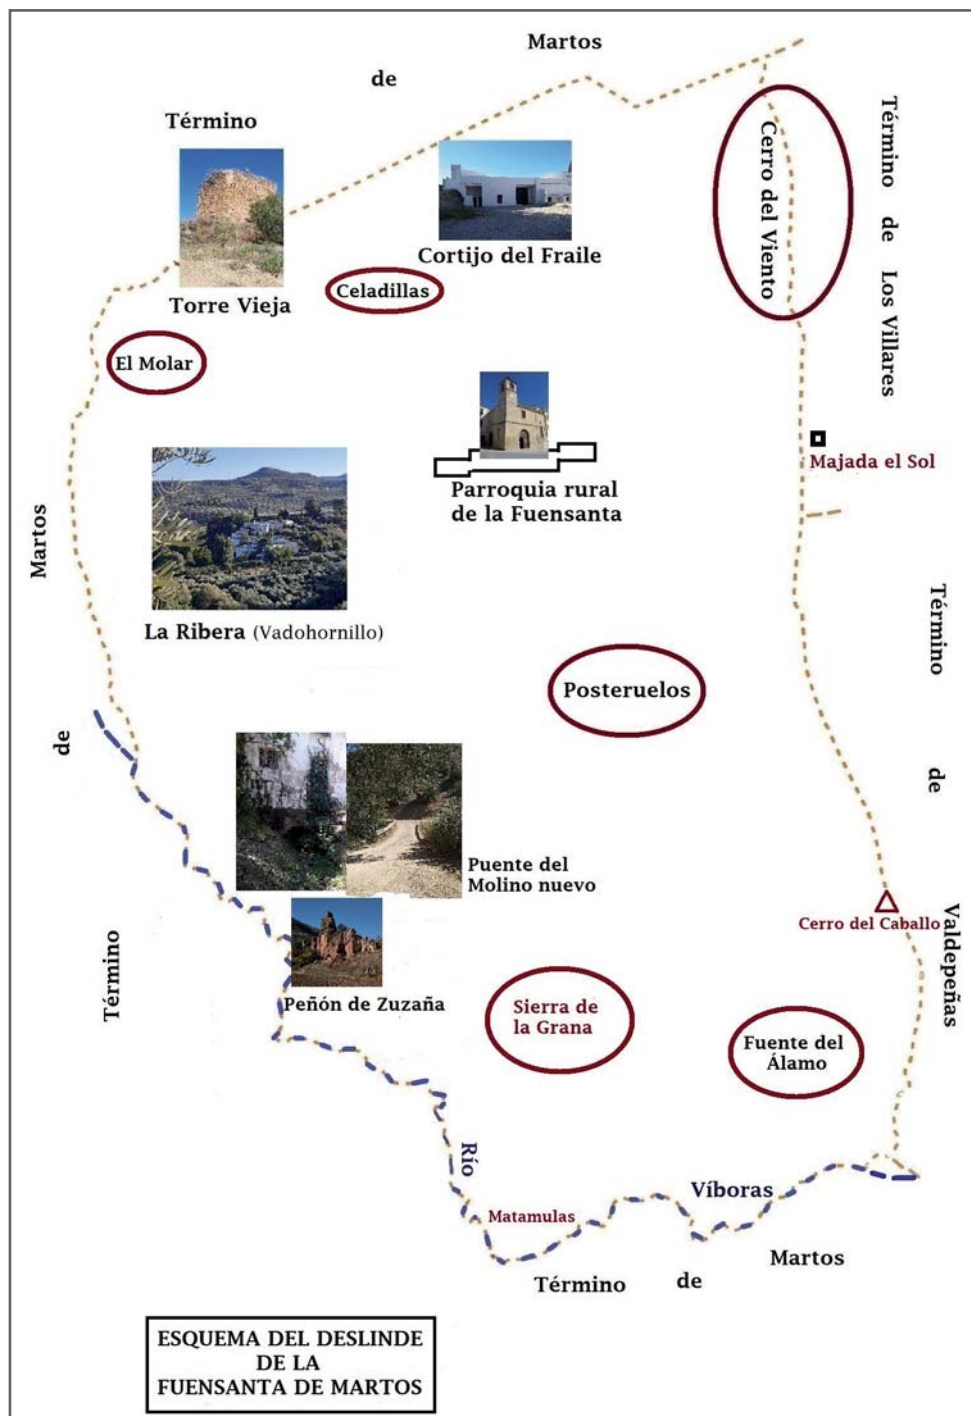 Martos
de
Término
Cerro del Viento
Término de Los Villares
Cortijo del Fraile
Celadillas
Torre Vieja
El Molar
Majada el Sol
Parroquia rural
de la Fuensanta
Martos
La Ribera (Vadohornillo)
Término
Posteruelos
de
de
Puente del
Molino nuevo
Cerro del Caballo
Valdepeñas
Término
Peñón de Zuzaña
Sierra de
la Grana
Fuente del
Álamo
Río
Víboras
Matamulas
Martos
de
Término
ESQUEMA DEL DESLINDE
DE LA
FUENSANTA DE MARTOS